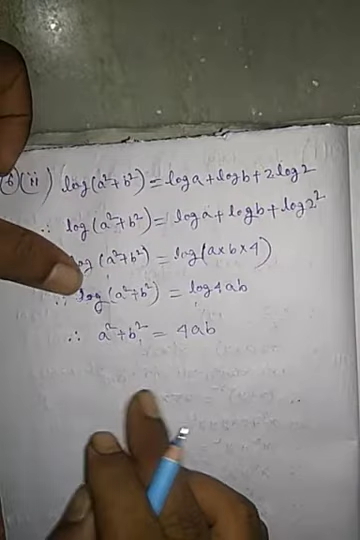 6) (ii) log(a²+b²) = log a + log b + 2 log 2
∴ log(a²+b²) = log a + log b + log 2²
log(a²+b²) = log(a×b×4)
∴ log(a²+b²) = log 4ab
∴ a²+b² = 4ab